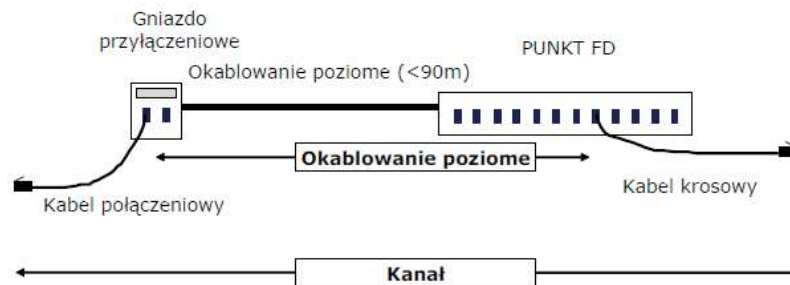 Gniazdo
przyłączeniowe
PUNKT FD
Okablowanie poziome (<90m)
Okablowanie poziome
Kabel krosowy
Kabel połączeniowy
Kanał